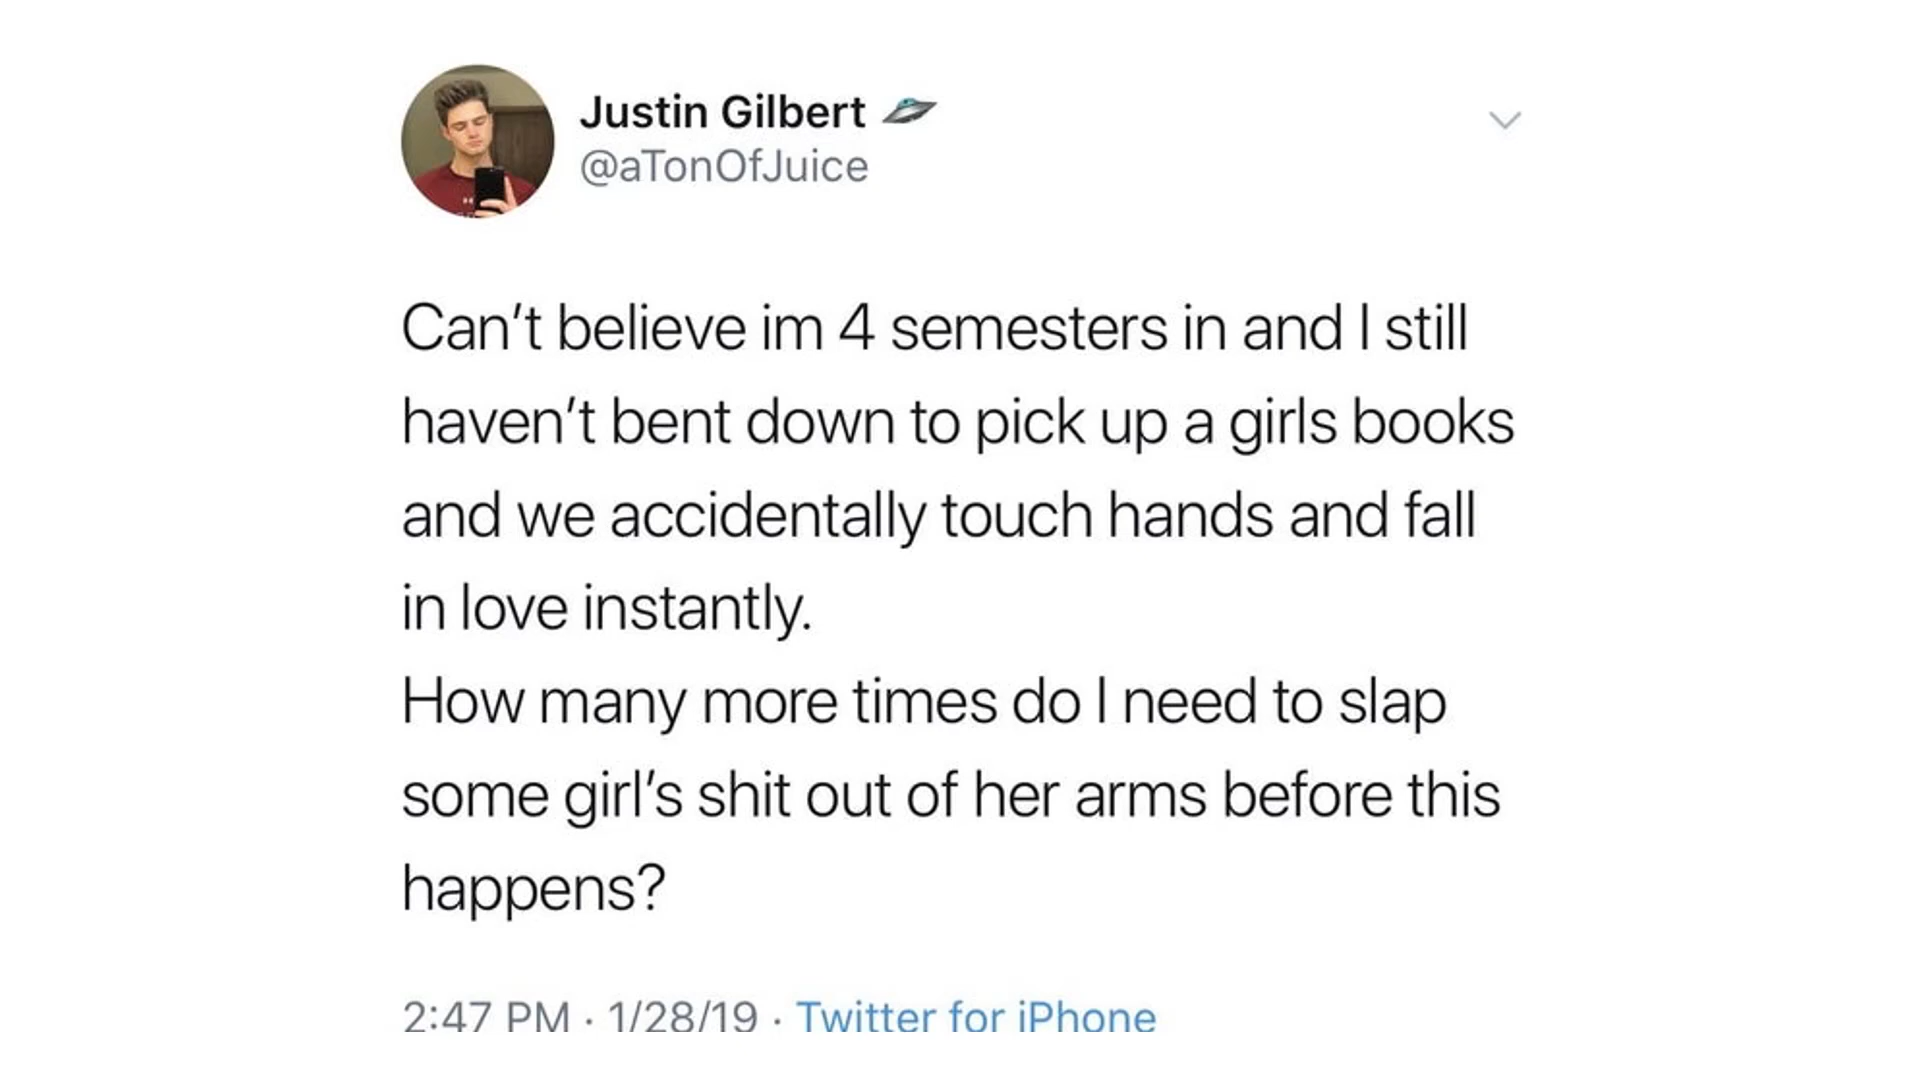 Justin Gilbert 🛸
@aTonOfJuice
Can’t believe im 4 semesters in and I still
haven’t bent down to pick up a girls books
and we accidentally touch hands and fall
in love instantly.
How many more times do I need to slap
some girl’s shit out of her arms before this
happens?
2:47 PM · 1/28/19 · Twitter for iPhone